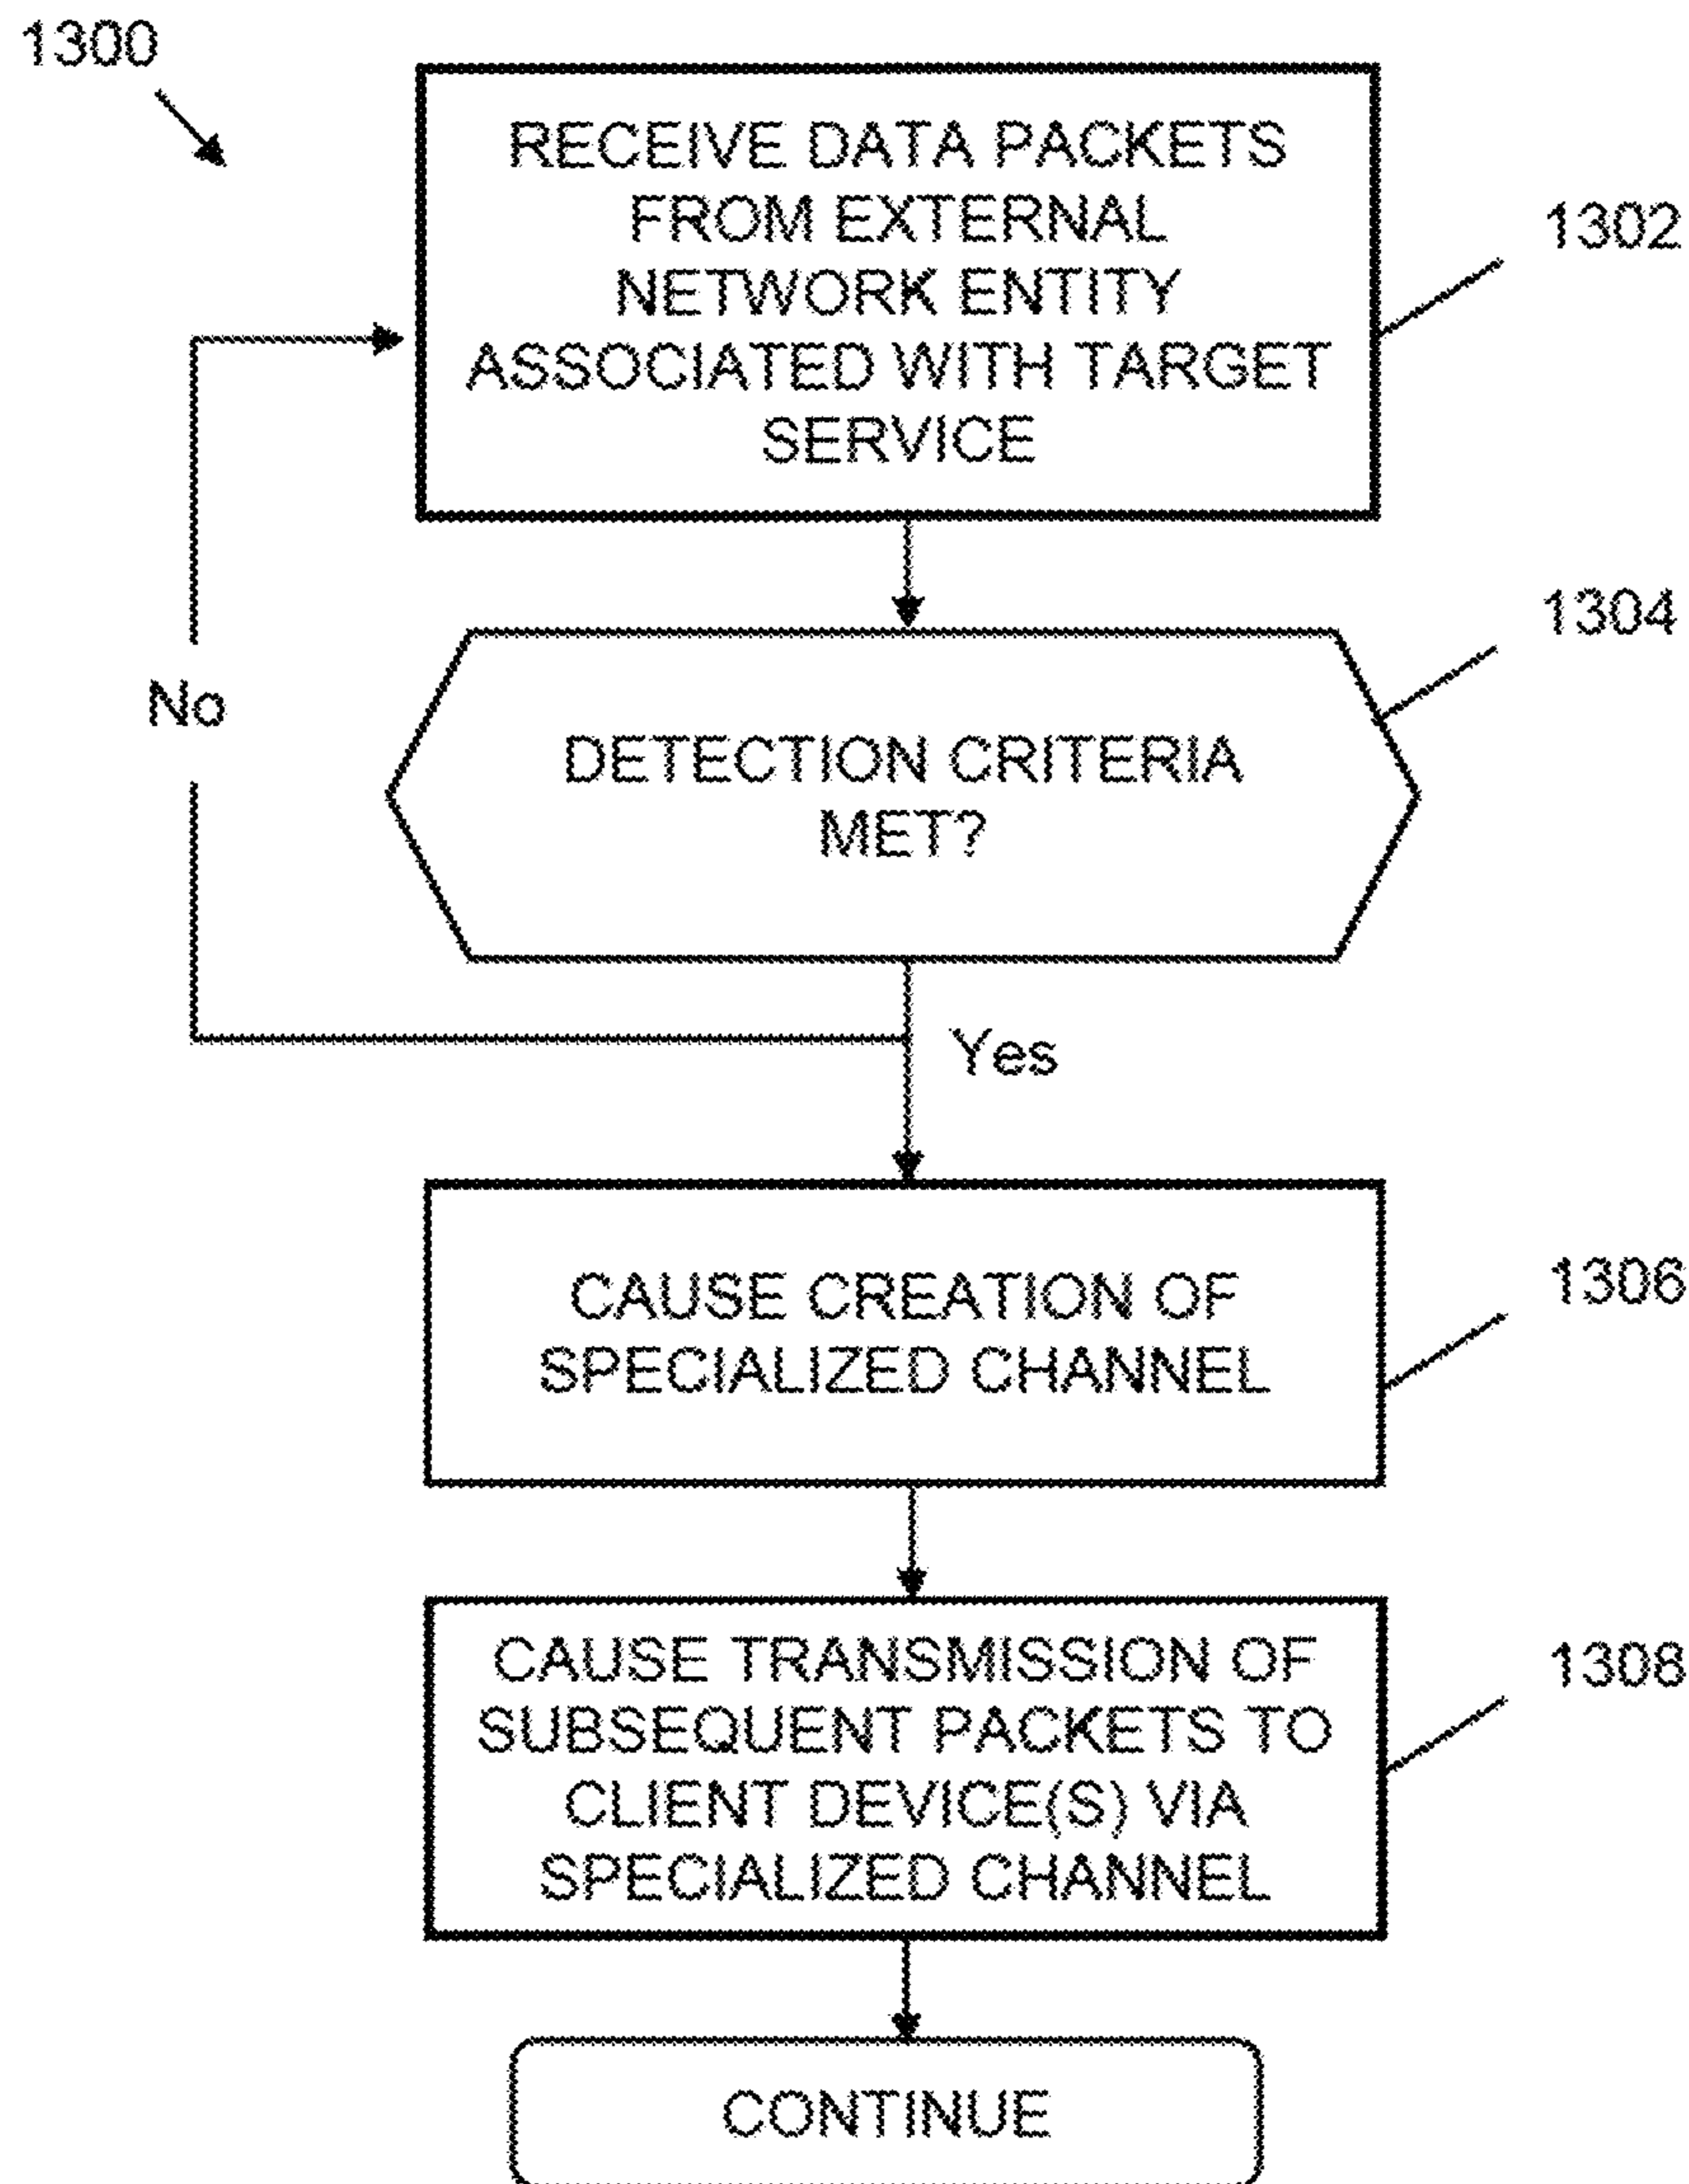 1300
RECEIVE DATA PACKETS
FROM EXTERNAL
NETWORK ENTITY
ASSOCIATED WITH TARGET
SERVICE
1302
1304
No
DETECTION CRITERIA
MET?
Yes
CAUSE CREATION OF
SPECIALIZED CHANNEL
1306
CAUSE TRANSMISSION OF
SUBSEQUENT PACKETS TO
CLIENT DEVICE(S) VIA
SPECIALIZED CHANNEL
1308
CONTINUE